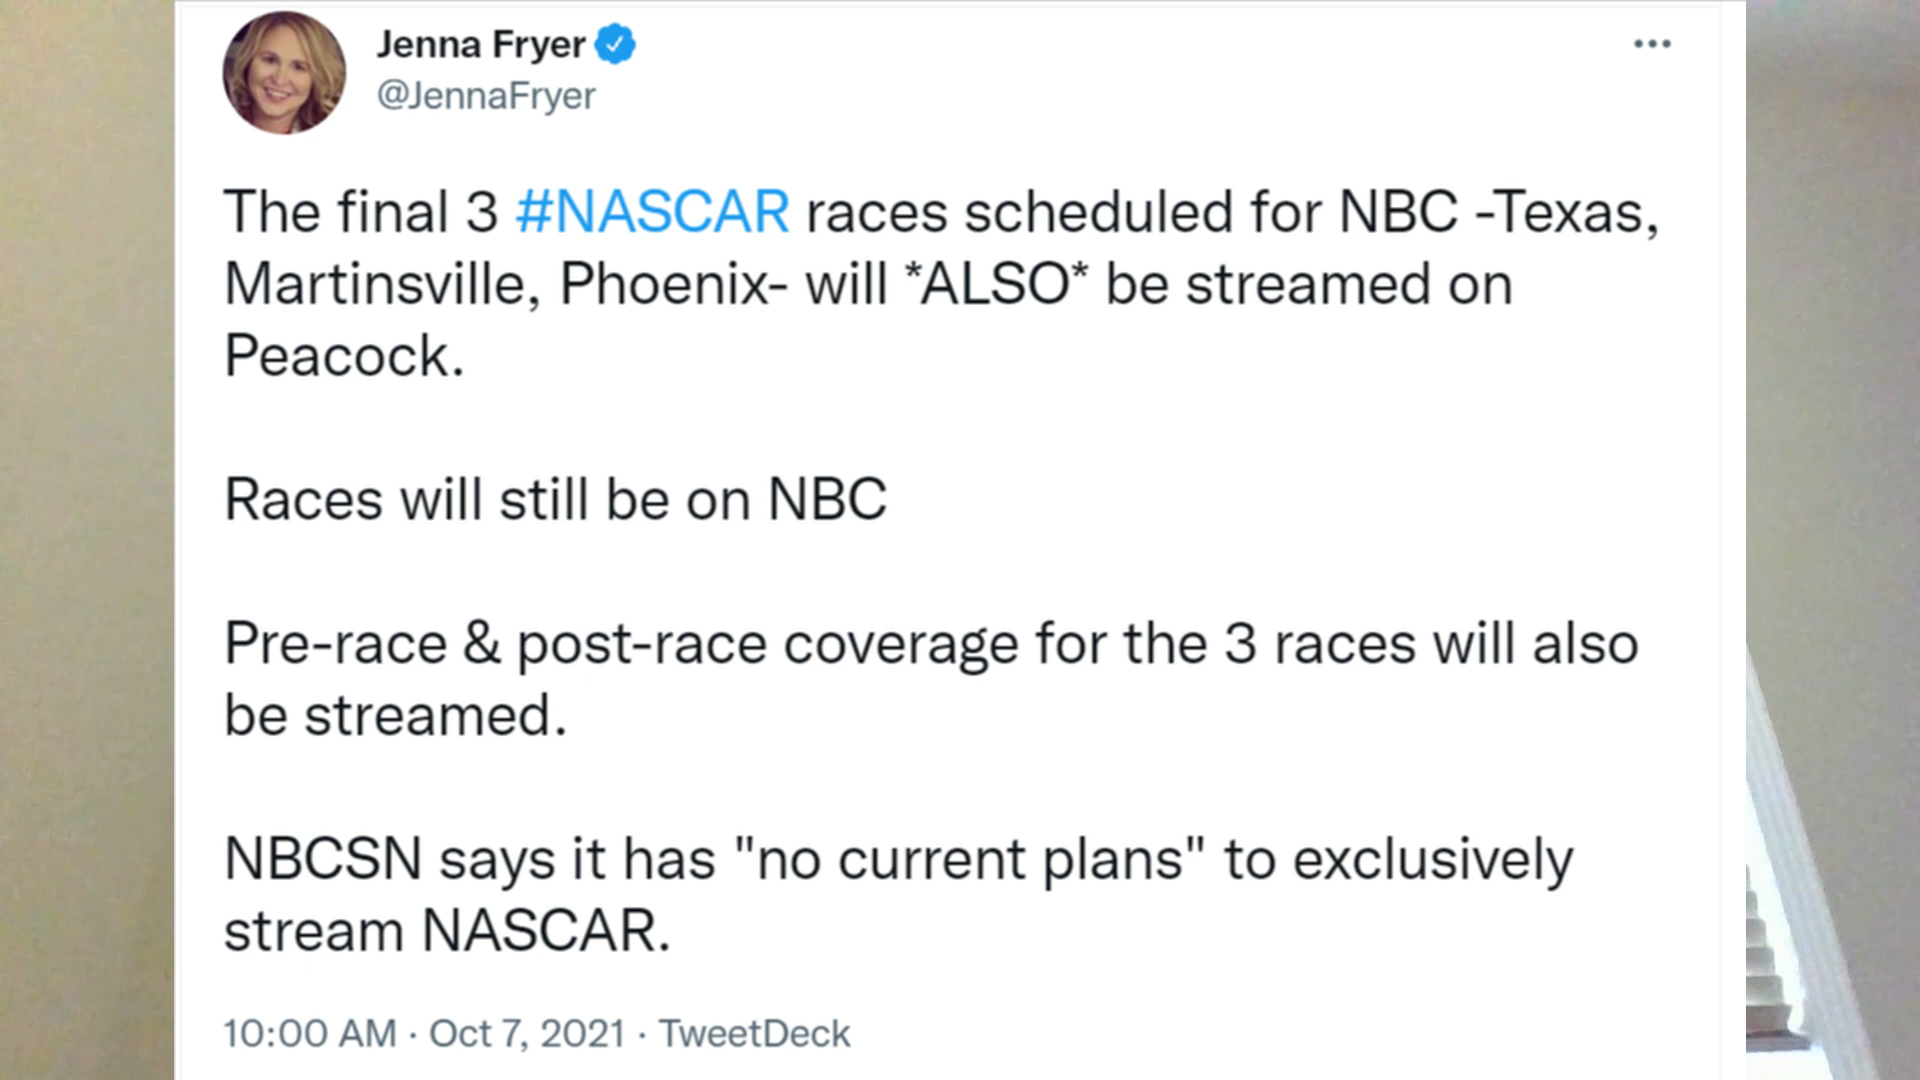 Jenna Fryer
@JennaFryer
The final 3 #NASCAR races scheduled for NBC -Texas,
Martinsville, Phoenix- will *ALSO* be streamed on
Peacock.
Races will still be on NBC
Pre-race & post-race coverage for the 3 races will also
be streamed.
NBCSN says it has "no current plans" to exclusively
stream NASCAR.
10:00 AM · Oct 7, 2021 · TweetDeck